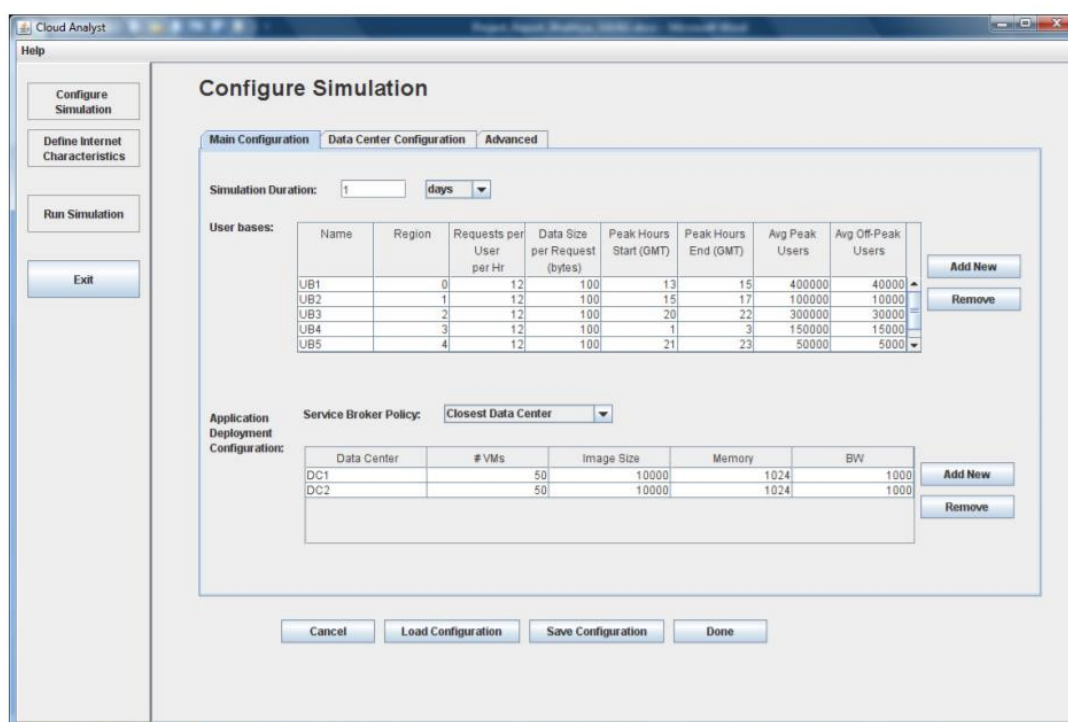 Cloud Analyst
Help
Configure
Simulation
Define Internet
Characteristics
Run Simulation
Exit
Configure Simulation
Main Configuration Data Center Configuration Advanced
Simulation Duration: 1 days
User bases:
Name Region Requests per User per Hr Data Size per Request (bytes) Peak Hours Start (GMT) Peak Hours End (GMT) Avg Peak Users Avg Off-Peak Users
UB1 0 12 100 13 15 400000 40000
UB2 1 12 100 15 17 100000 10000
UB3 2 12 100 20 22 300000 30000
UB4 3 12 100 1 3 150000 15000
UB5 4 12 100 21 23 50000 5000
Add New
Remove
Application
Deployment
Configuration:
Service Broker Policy: Closest Data Center
Data Center # VMs Image Size Memory BW
DC1 50 10000 1024 1000
DC2 50 10000 1024 1000
Add New
Remove
Cancel Load Configuration Save Configuration Done